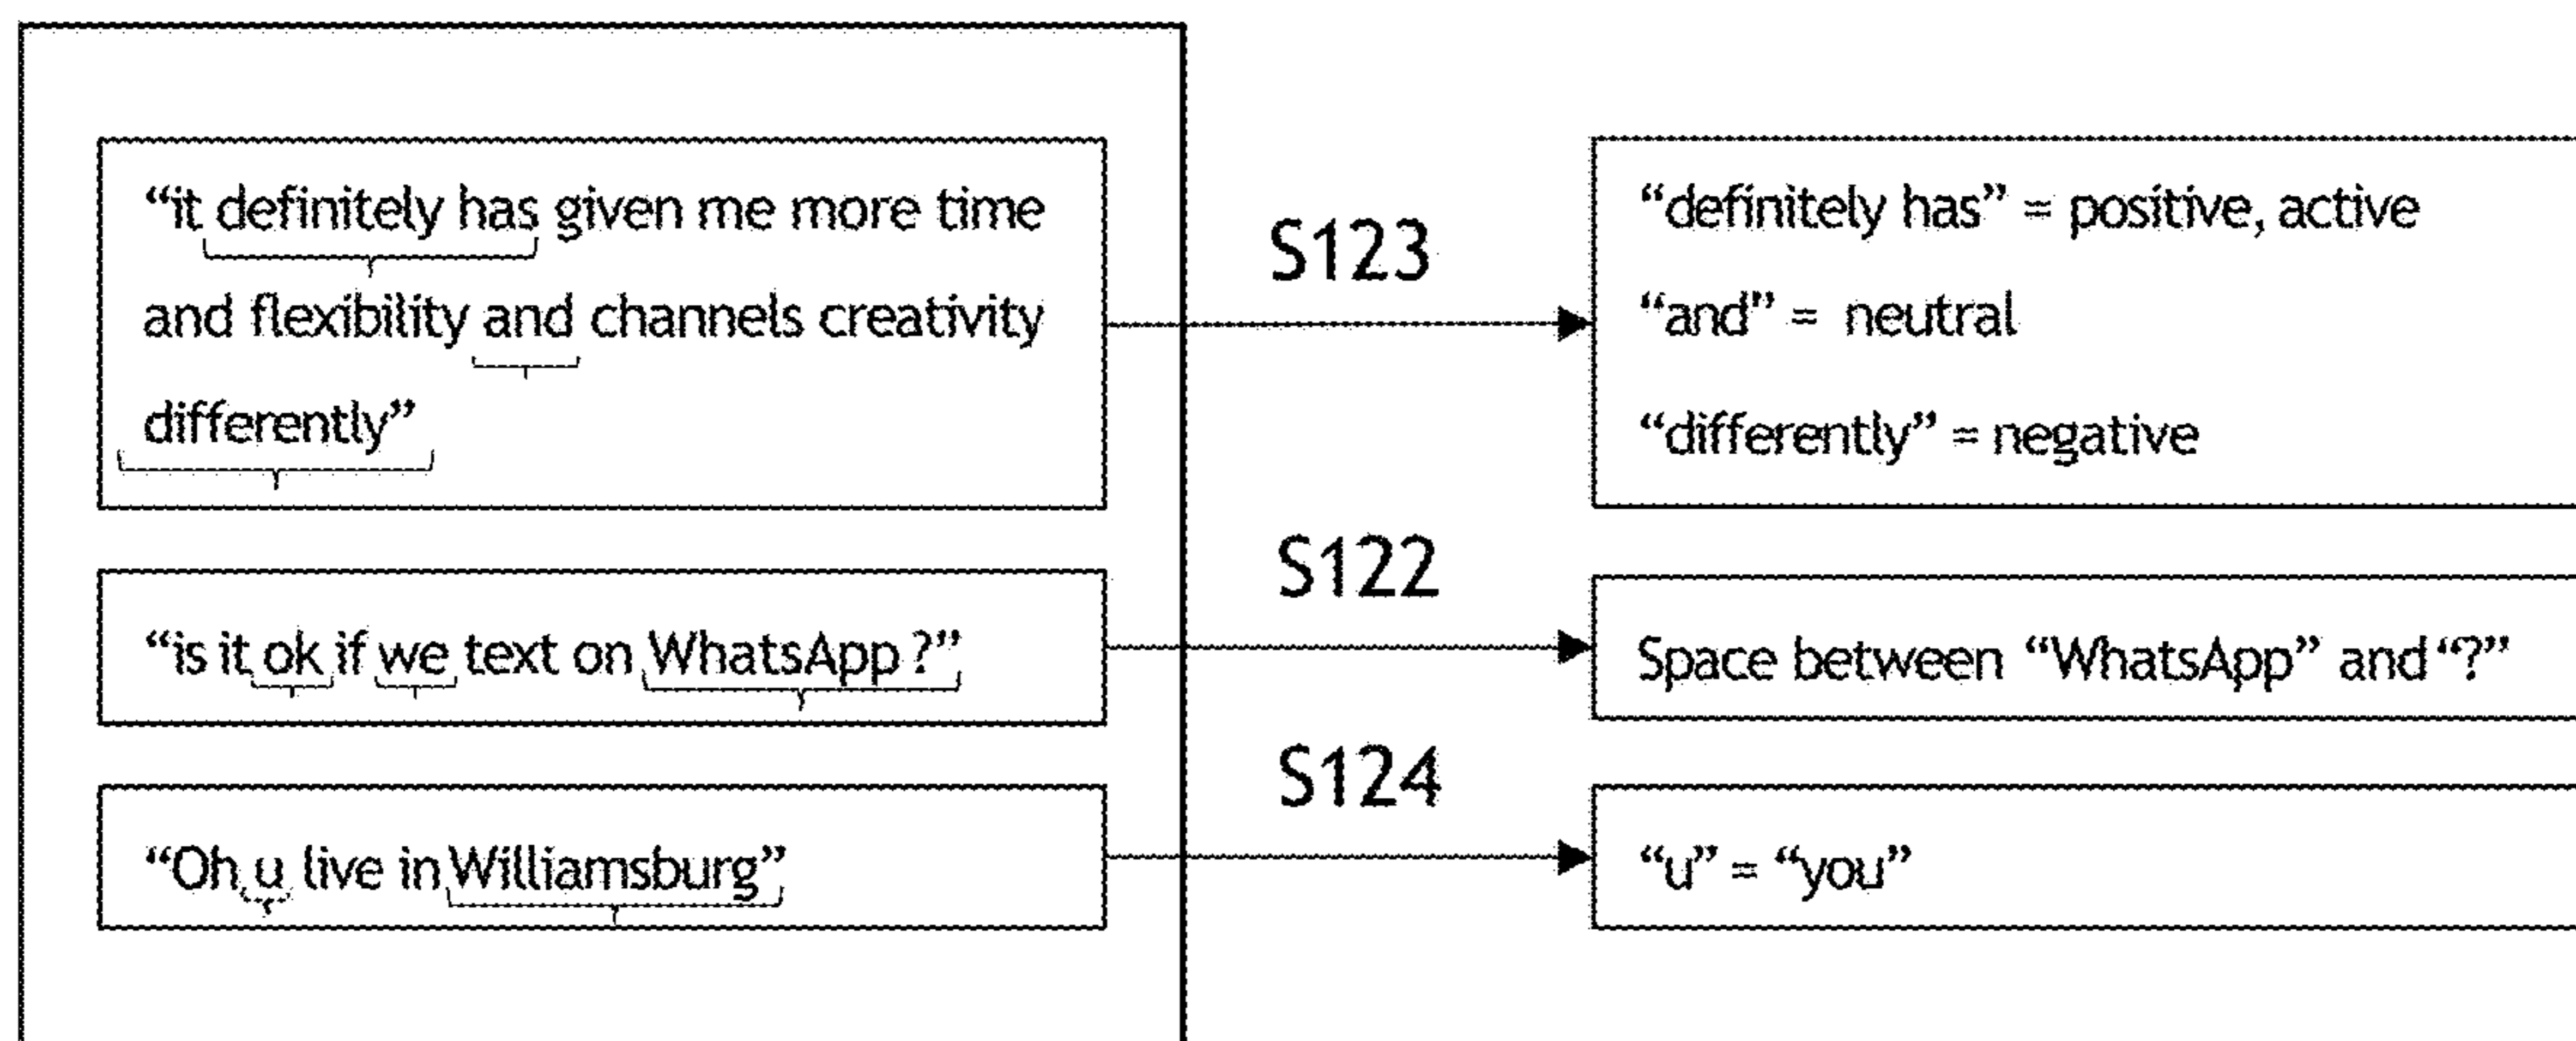 “it definitely has given me more time
and flexibility and channels creativity
differently”
S123
“definitely has” = positive, active
“and” = neutral
“differently” = negative
“is it ok if we text on WhatsApp ?”
S122
Space between “WhatsApp” and “?”
“Oh u live in Williamsburg”
S124
“u” = “you”